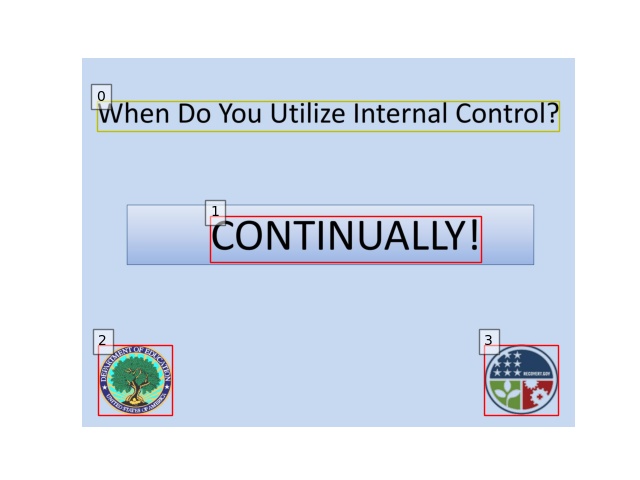 0
When Do You Utilize Internal Control?
1
CONTINUALLY!
2
3
DEPARTMENT OF EDUCATION
UNITED STATES OF AMERICA
RECOVERY.GOV